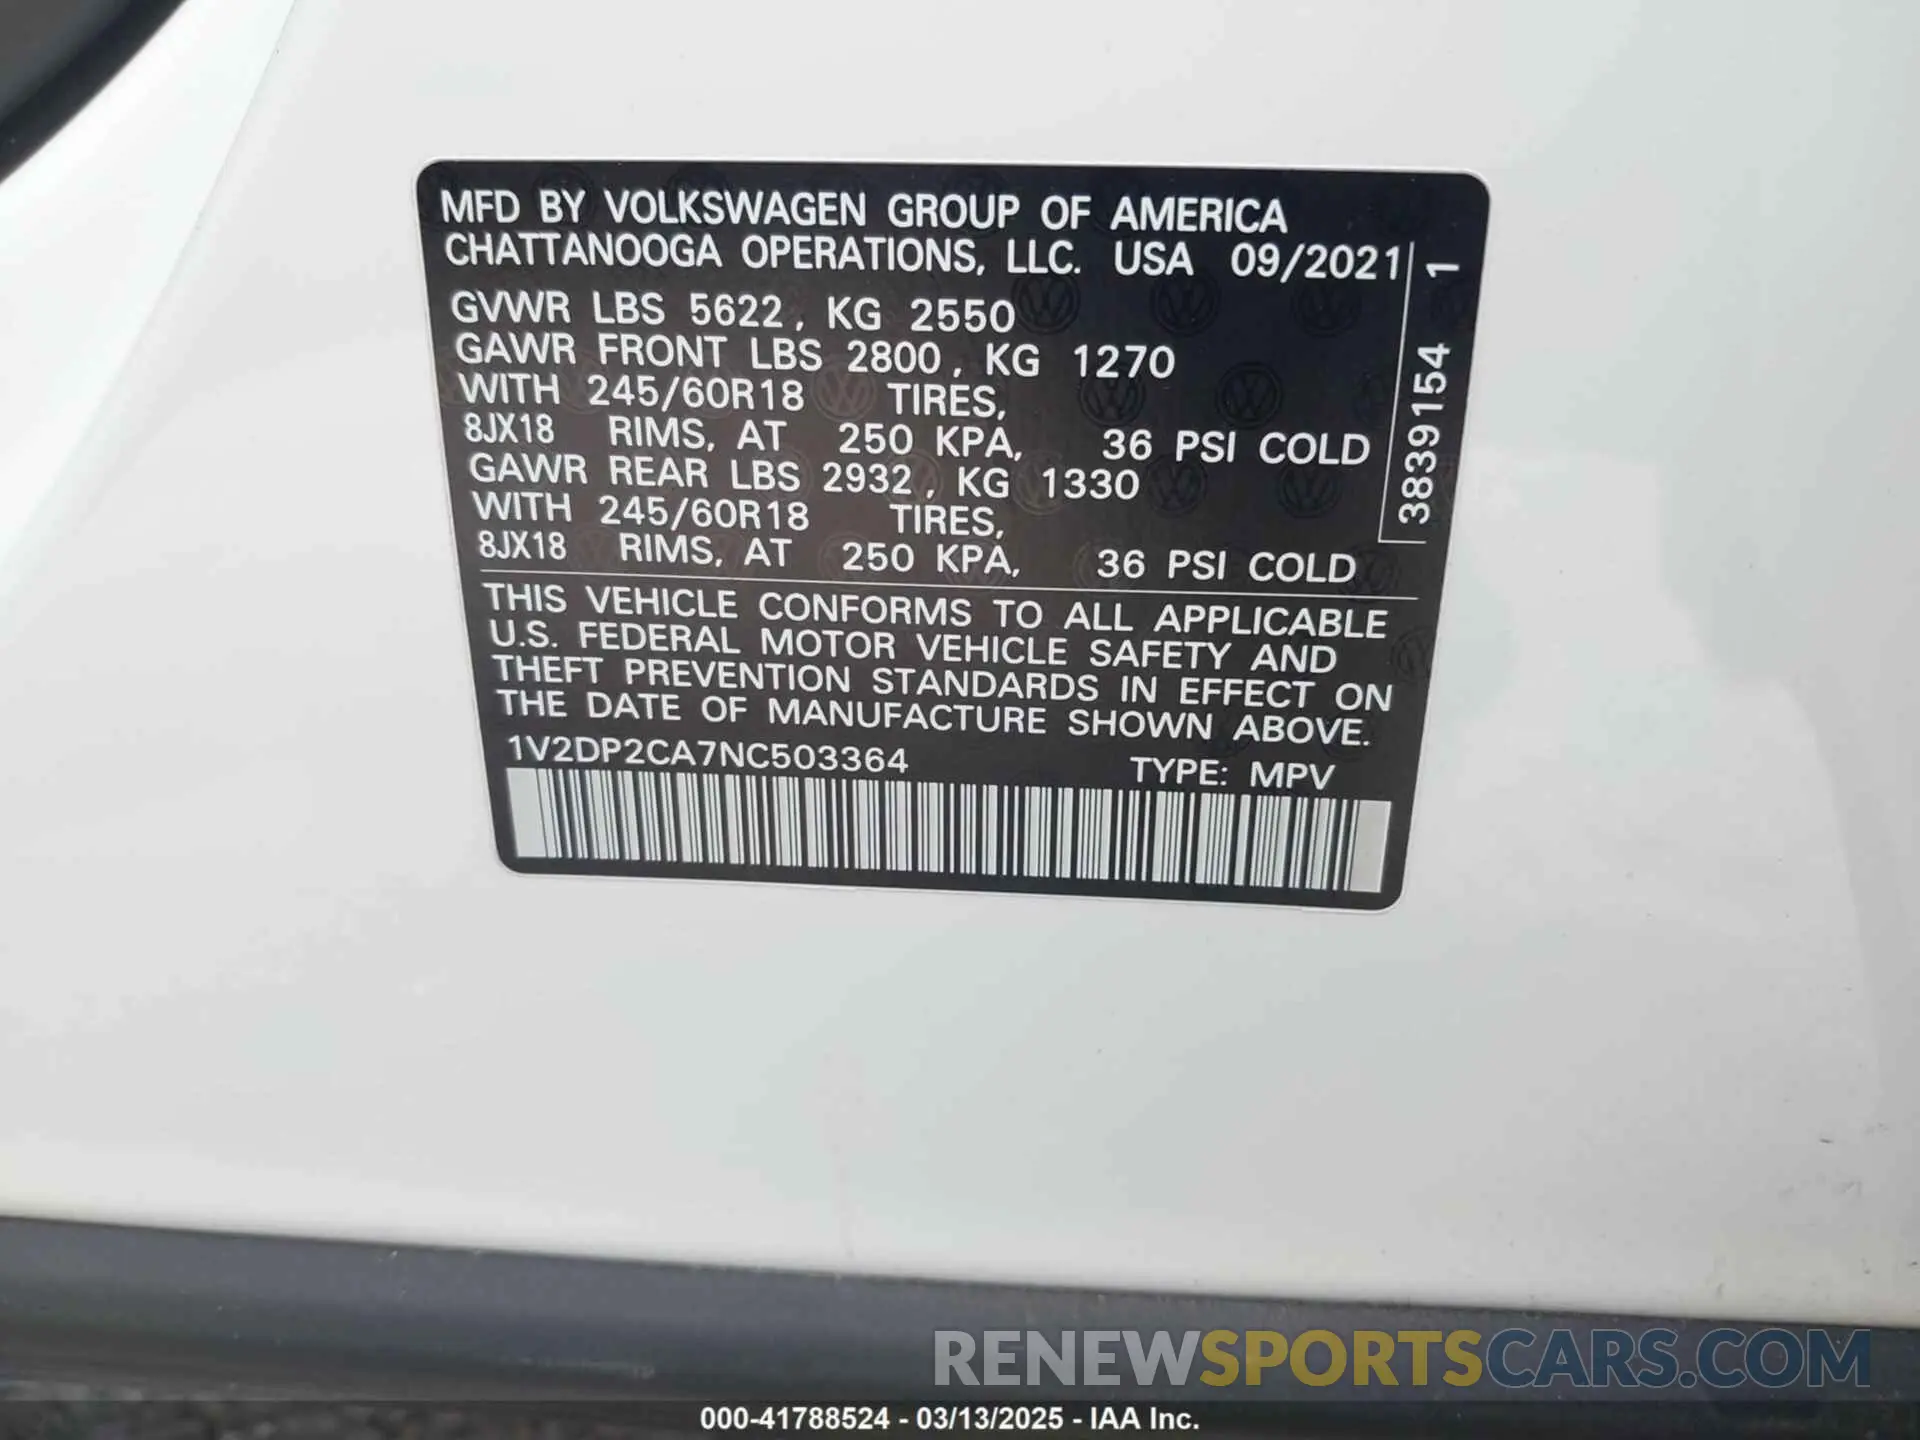 MFD BY VOLKSWAGEN GROUP OF AMERICA
CHATTANOOGA OPERATIONS, LLC. USA 09/2021
GVWR LBS 5622, KG 2550
GAWR FRONT LBS 2800, KG 1270
WITH 245/60R18 TIRES,
8JX18 RIMS, AT 250 KPA, 36 PSI COLD
GAWR REAR LBS 2932, KG 1330
WITH 245/60R18 TIRES,
8JX18 RIMS, AT 250 KPA, 36 PSI COLD
3839154 1
THIS VEHICLE CONFORMS TO ALL APPLICABLE
U.S. FEDERAL MOTOR VEHICLE SAFETY AND
THEFT PREVENTION STANDARDS IN EFFECT ON
THE DATE OF MANUFACTURE SHOWN ABOVE.
1V2DP2CA7NC503364 TYPE: MPV
RENEWSPORTSCARS.COM
000-41788524 - 03/13/2025 - IAA Inc.